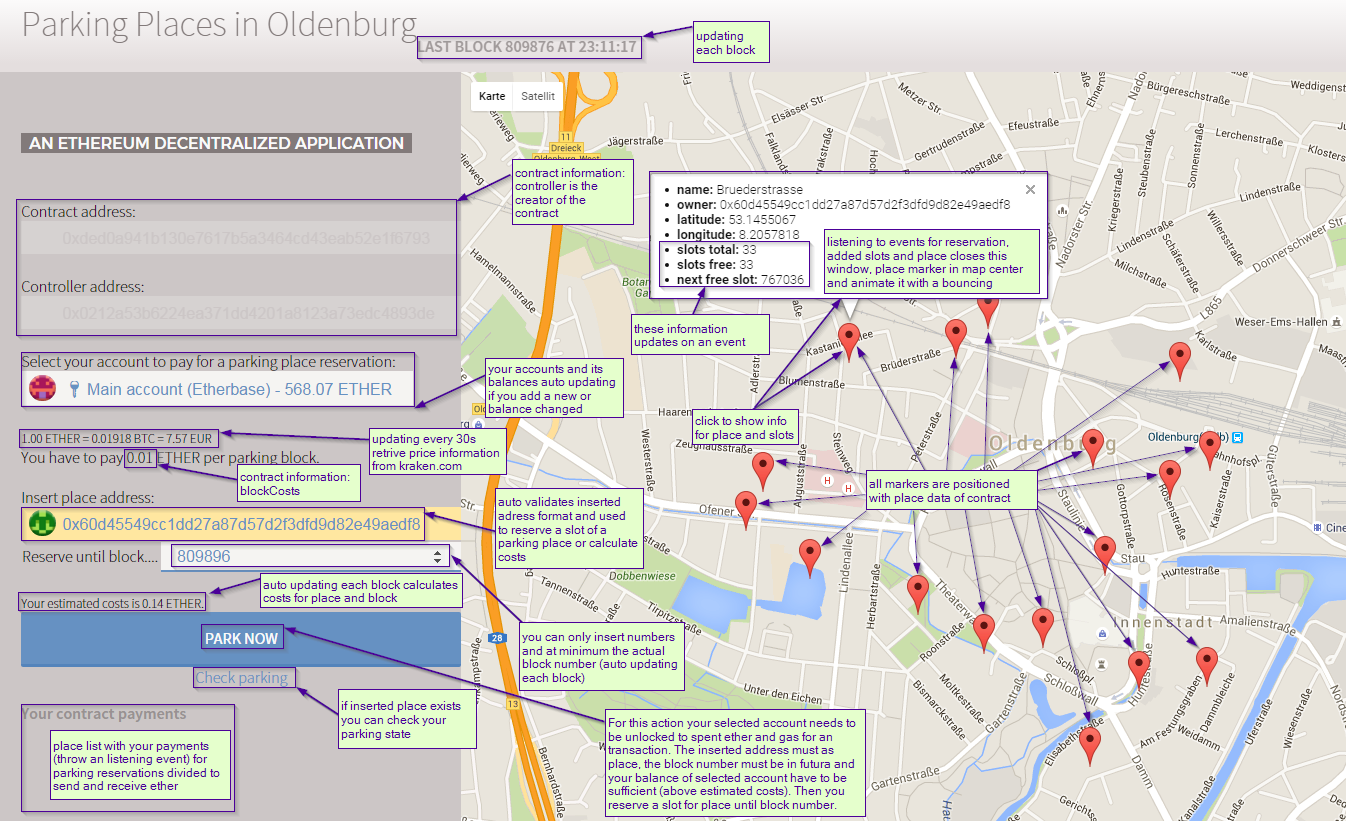 Parking Places in Oldenburg
LAST BLOCK 809876 AT 23:11:17
updating
each block
AN ETHEREUM DECENTRALIZED APPLICATION
contract information:
controller is the
creator of the
contract
Contract address:
0xded0a941b130e7617b5a3464cd43eab53e1f6793
Controller address:
0x0212a53b6224ea371dd4201a8123a73edc4893de
Select your account to pay for a parking place reservation:
Main account (Etherbase) - 568.07 ETHER
your accounts and its
balances auto updating
if you add a new or
balance changed
1.00 ETHER = 0.01918 BTC = 7.57 EUR
updating every 30s
retrive price information
from kraken.com
You have to pay 0.01 ETHER per parking block.
contract information:
blockCosts
Insert place address:
0x60d45549cc1dd27a87d57d2f3dfd9d82e49aedf8
auto validates inserted
adress format and used
to reserve a slot of a
parking place or calculate
costs
Reserve until block....
809896
auto updating each block calculates
costs for place and block
Your estimated costs is 0.14 ETHER.
PARK NOW
you can only insert numbers
and at minimum the actual
block number (auto updating
each block)
Check parking
if inserted place exists
you can check your
parking state
Your contract payments
place list with your payments
(throw an listening event) for
parking reservations divided to
send and receive ether
For this action your selected account needs to
be unlocked to spent ether and gas for an
transaction. The inserted address must as
place, the block number must be in futura and
your balance of selected account have to be
sufficient (above estimated costs). Then you
reserve a slot for place until block number.
Karte
Satellit
name: Bruederstrasse
owner: 0x60d45549cc1dd27a87d57d2f3dfd9d82e49aedf8
latitude: 53.1455067
longitude: 8.2057818
slots total: 33
slots free: 33
next free slot: 767036
listening to events for reservation,
added slots and place closes this
window, place marker in map center
and animate it with a bouncing
these information
updates on an event
click to show info
for place and slots
all markers are positioned
with place data of contract
11
Dreieck
Oldenburg-West
Jägerstraße
Elsässer Str.
Metzer Str.
Efeustraße
Gertrudenstraße
Bürgereschstraße
Weddigenst
Lerchenstraße
Klosters
Ehnernstr.
Nadorster Str.
Kriegerstraße
Steubenstraße
Sonnenstraße
Lindenstraße
Lindenstraße
Willersstraße
Schäferstraße
Milchstraße
Donnerschweer Str.
L865
Weser-Ems-Hallen
Karlstraße
Maash
Hamelmannstraße
Kastanienallee
Brüderstraße
Blumenstraße
Adlerstraße
Peterstraße
Zeughausstraße
Westerstraße
Steinweg
Auguststraße
H
H
Ofener
Oldenburg
Oldenburg(Oldb)
Bahnhofspl.
Güterstraße
Rosenstraße
Kaiserstraße
Gottorpstraße
Staulinie
Stau
Huntestraße
Cine
Dobbenwiese
Tannenstraße
Tirpitzstraße
Lindenallee
Herbartstraße
Theaterwall
Roonstraße
Moltkestraße
Bismarckstraße
Gartenstraße
Gartenstraße
Schloßwall
Schloßpl.
Innenstadt
Huntestraße
Amalienstraße
Am Festungsgraben
Dammbleiche
Weidamm
Uferstraße
Wiesenstraße
Nordstr
Kanalstraße
Elisabethstraße
Damm
Gerichtstr
Unter den Eichen
Bernhardstraße
28
13